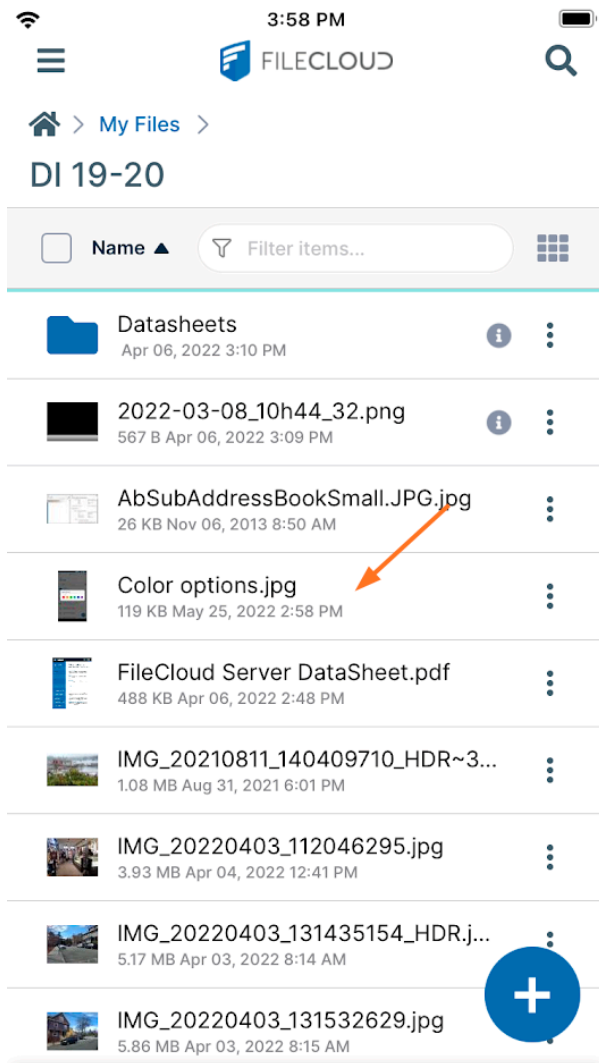 3:58 PM
FILECLOUD
My Files
DI 19-20
Name
Filter items...
Datasheets
Apr 06, 2022 3:10 PM
2022-03-08_10h44_32.png
567 B Apr 06, 2022 3:09 PM
AbSubAddressBookSmall.JPG.jpg
26 KB Nov 06, 2013 8:50 AM
Color options.jpg
119 KB May 25, 2022 2:58 PM
FileCloud Server DataSheet.pdf
488 KB Apr 06, 2022 2:48 PM
IMG_20210811_140409710_HDR~3...
1.08 MB Aug 31, 2021 6:01 PM
IMG_20220403_112046295.jpg
3.93 MB Apr 04, 2022 12:41 PM
IMG_20220403_131435154_HDR.j...
5.17 MB Apr 03, 2022 8:14 AM
IMG_20220403_131532629.jpg
5.86 MB Apr 03, 2022 8:15 AM